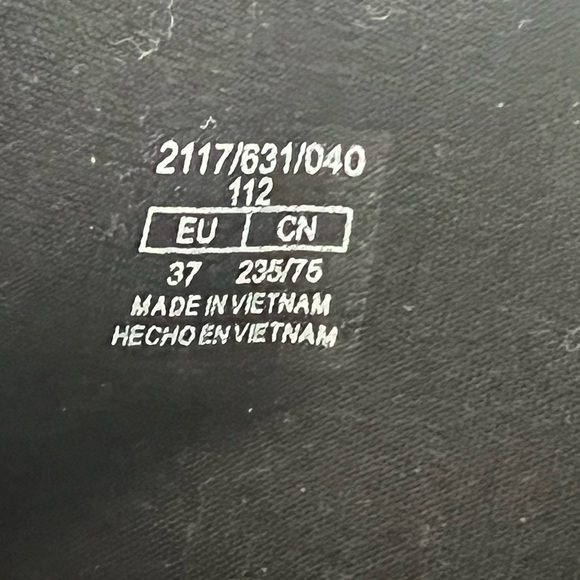 2117/631/040
112
EU CN
37 235/75
MADE IN VIETNAM
HECHO EN VIETNAM